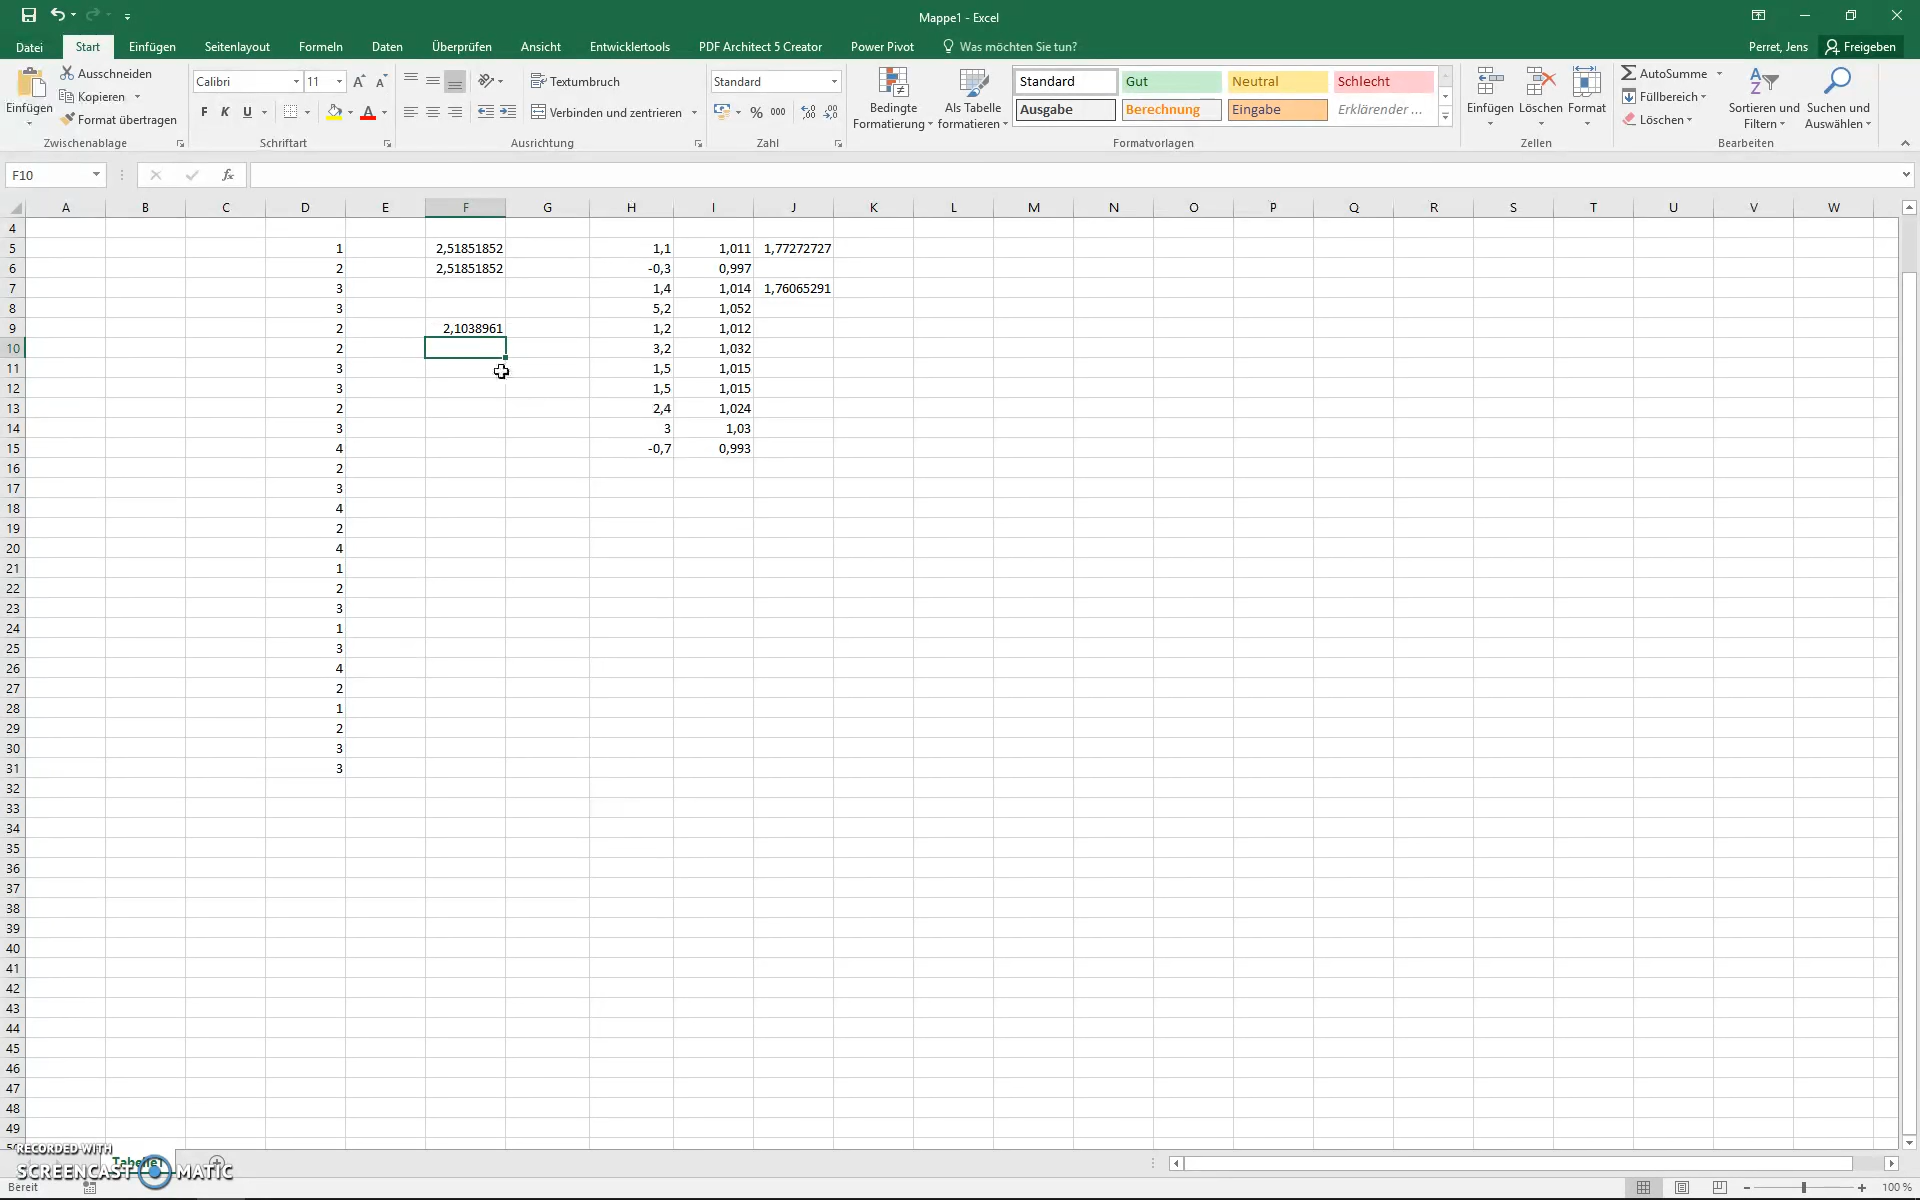 Mappe1 - Excel
Datei Start Einfügen Seitenlayout Formeln Daten Überprüfen Ansicht Entwicklertools PDF Architect 5 Creator Power Pivot Was möchten Sie tun? Perret, Jens Freigeben
Einfügen
Ausschneiden
Kopieren
Format übertragen
Zwischenablage
Calibri 11
F K U
Schriftart
Textumbruch
Verbinden und zentrieren
Ausrichtung
Standard
% 000
Zahl
Bedingte Formatierung
Als Tabelle formatieren
Standard Gut Neutral Schlecht
Ausgabe Berechnung Eingabe Erklärender ...
Formatvorlagen
Einfügen Löschen Format
Zellen
AutoSumme
Füllbereich
Löschen
Sortieren und Filtern
Suchen und Auswählen
Bearbeiten
F10 fx
A B C D E F G H I J K L M N O P Q R S T U V W
4
5 1 2,51851852 1,1 1,011 1,77272727
6 2 2,51851852 -0,3 0,997
7 3 1,4 1,014 1,76065291
8 3 5,2 1,052
9 2 2,1038961 1,2 1,012
10 2 3,2 1,032
11 3 1,5 1,015
12 3 1,5 1,015
13 2 2,4 1,024
14 3 3 1,03
15 4 -0,7 0,993
16 2
17 3
18 4
19 2
20 4
21 1
22 2
23 3
24 1
25 3
26 4
27 2
28 1
29 2
30 3
31 3
32
33
34
35
36
37
38
39
40
41
42
43
44
45
46
47
48
49
RECORDED WITH
SCREENCAST MATIC
Tabelle1
Bereit
100 %